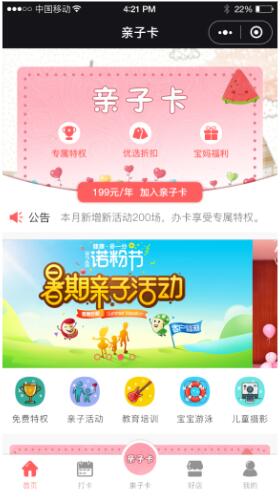 中国移动 4:21 PM 22%
亲子卡
亲子卡
专属特权 优选折扣 宝妈福利
199元/年 加入亲子卡
公告 本月新增新活动200场，办卡享受专属特权。
诺粉节
暑期亲子活动
免费特权 亲子活动 教育培训 宝宝游泳 儿童摄影
亲子卡
首页 打卡 亲子卡 好店 我的